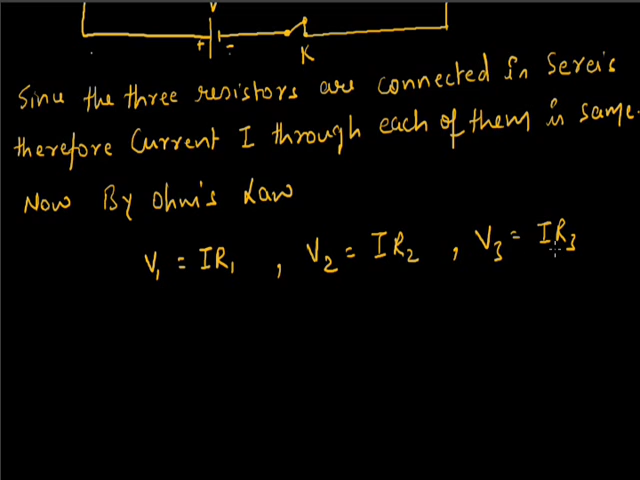 V
+ -
K
Since the three resistors are connected in Sereis
therefore Current I through each of them is same.
Now By Ohm's Law
V₁ = IR₁ , V₂ = IR₂ , V₃ = IR₃